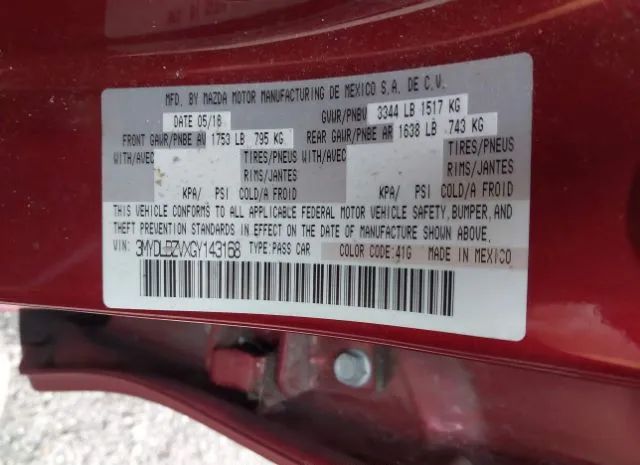 MFD. BY MAZDA MOTOR MANUFACTURING DE MEXICO S.A. DE C.V.
DATE 05/16 GVWR/PNBV 3344 LB 1517 KG
FRONT GAWR/PNBE AV 1753 LB 795 KG REAR GAWR/PNBE AR 1638 LB 743 KG
WITH/AVEC TIRES/PNEUS WITH/AVEC TIRES/PNEUS
RIMS/JANTES RIMS/JANTES
KPA/ PSI COLD/A FROID KPA/ PSI COLD/A FROID
THIS VEHICLE CONFORMS TO ALL APPLICABLE FEDERAL MOTOR VEHICLE SAFETY, BUMPER, AND
THEFT PREVENTION STANDARDS IN EFFECT ON THE DATE OF MANUFACTURE SHOWN ABOVE.
VIN: 3MYDLBZVXGY143168 TYPE: PASS CAR COLOR CODE: 41G MADE IN MEXICO